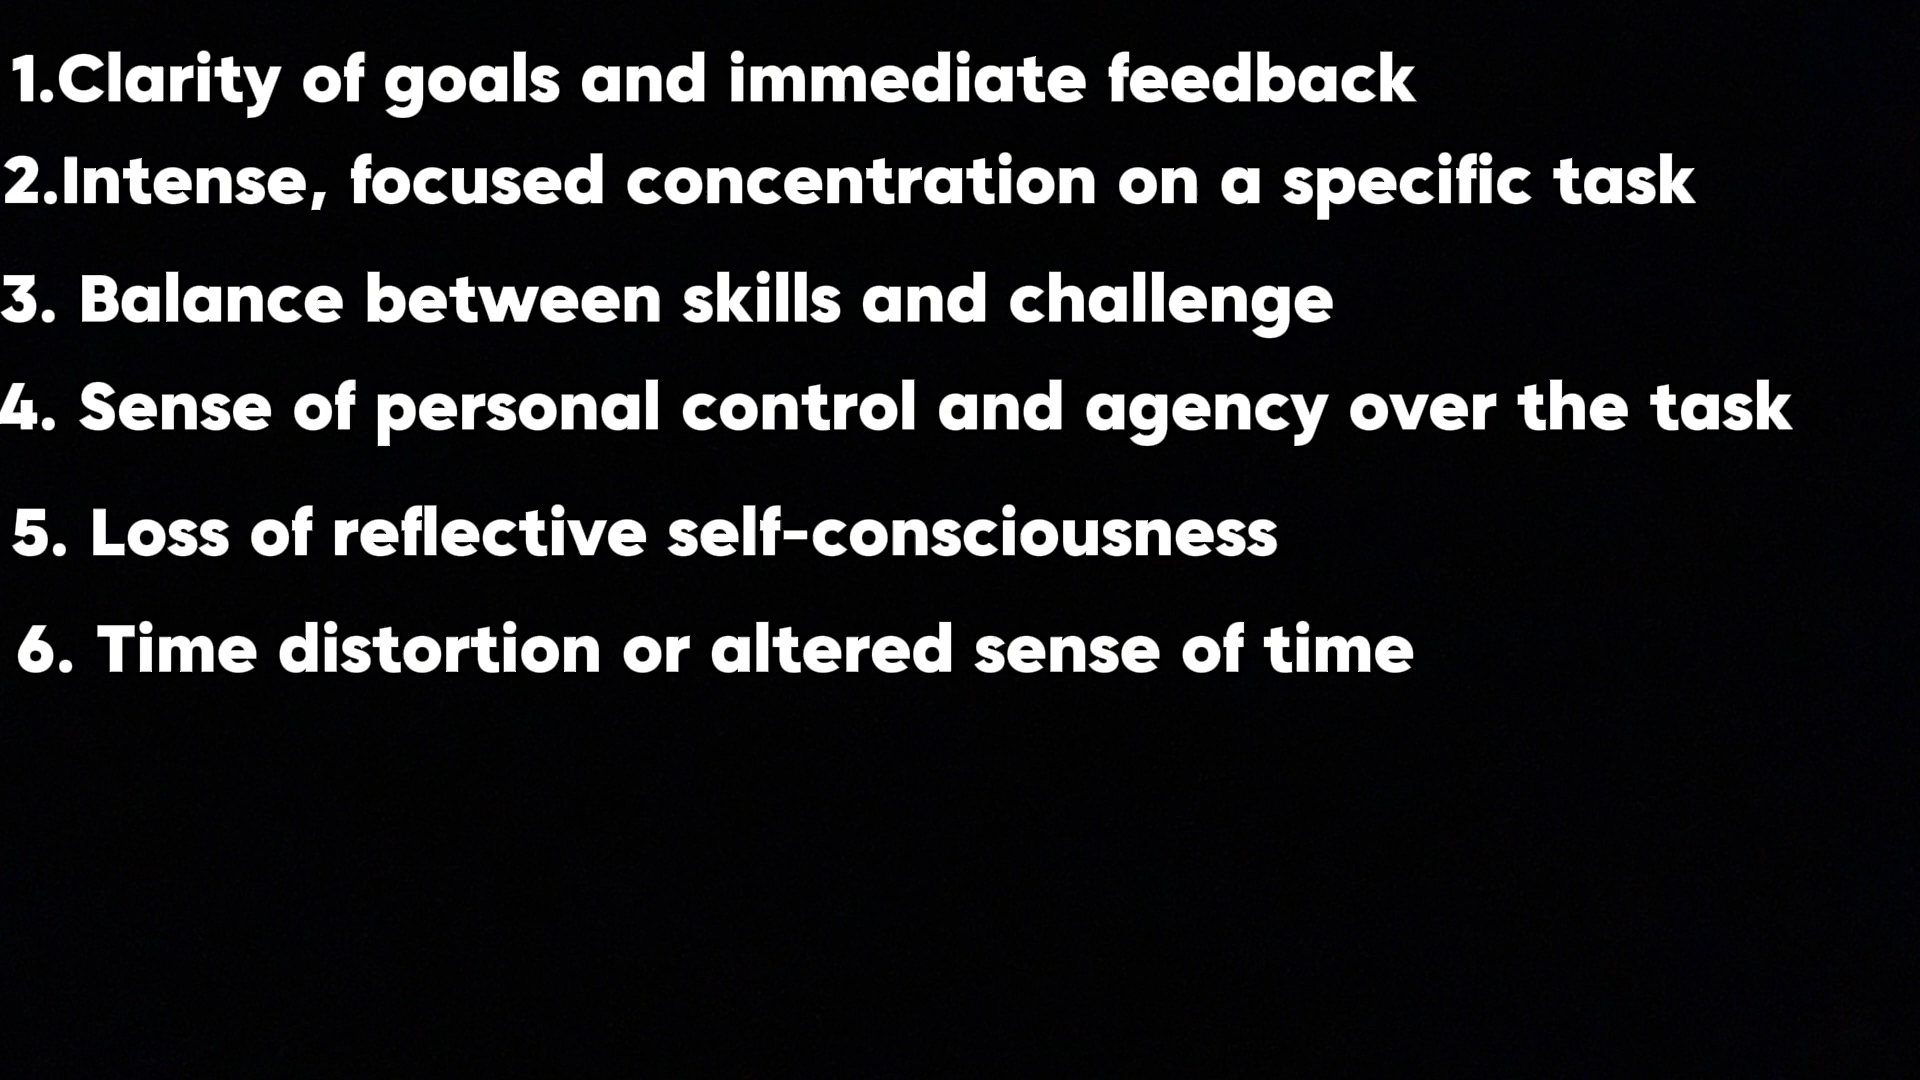 1.Clarity of goals and immediate feedback
2.Intense, focused concentration on a specific task
3. Balance between skills and challenge
4. Sense of personal control and agency over the task
5. Loss of reflective self-consciousness
6. Time distortion or altered sense of time